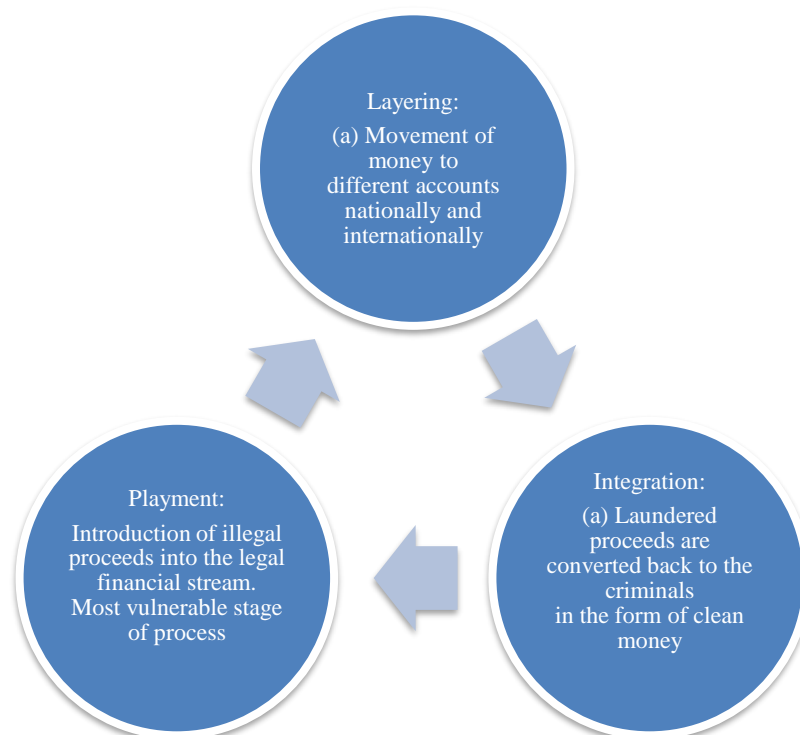 Layering:
(a) Movement of
money to
different accounts
nationally and
internationally
Playment:
Introduction of illegal
proceeds into the legal
financial stream.
Most vulnerable stage
of process
Integration:
(a) Laundered
proceeds are
converted back to the
criminals
in the form of clean
money